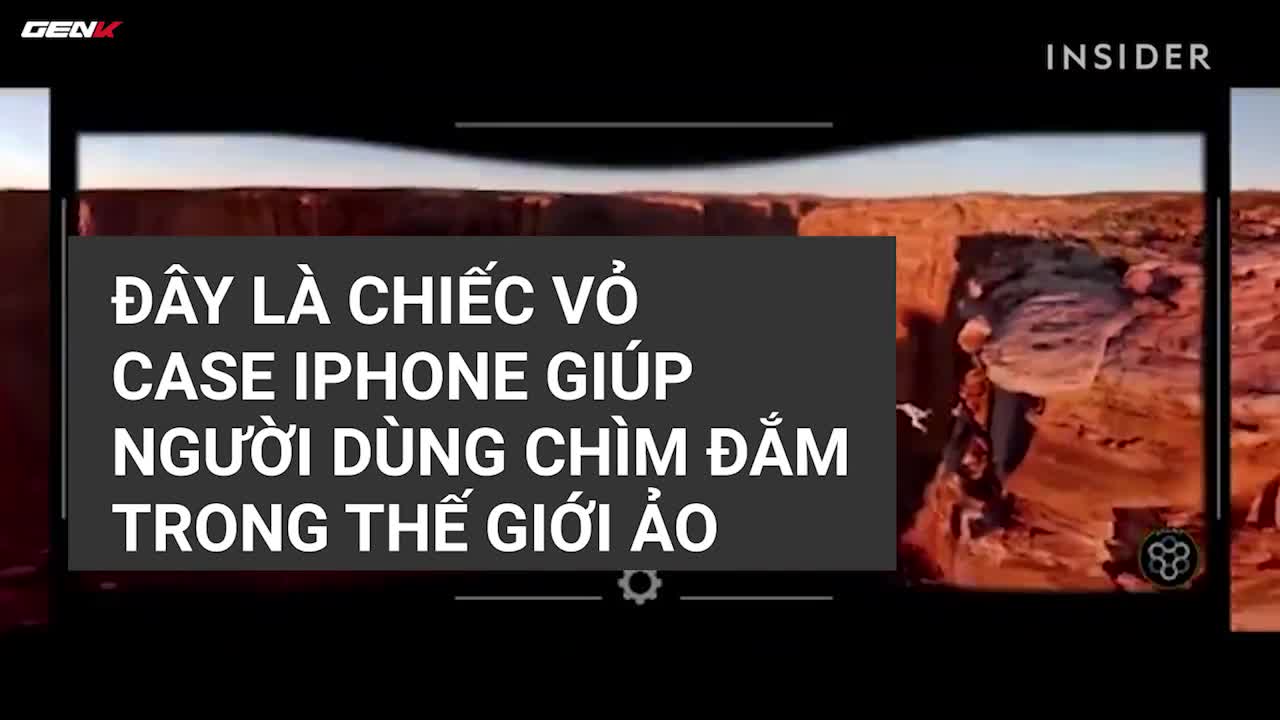 GENK
INSIDER
ĐÂY LÀ CHIẾC VỎ
CASE IPHONE GIÚP
NGƯỜI DÙNG CHÌM ĐẮM
TRONG THẾ GIỚI ẢO